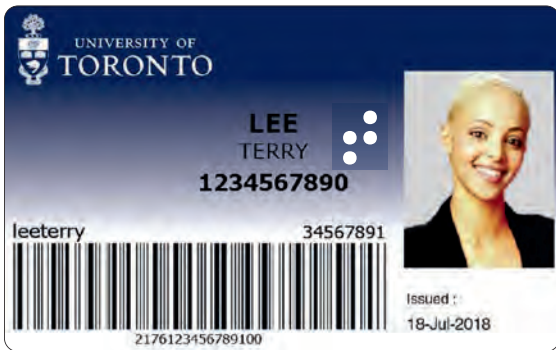 UNIVERSITY OF
TORONTO
LEE
TERRY
1234567890
leeterry
34567891
2176123456789100
Issued :
18-Jul-2018